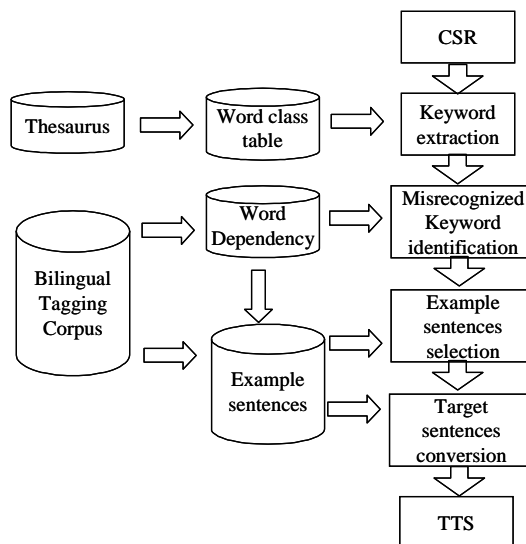 CSR
Thesaurus
Word class
table
Keyword
extraction
Bilingual
Tagging
Corpus
Word
Dependency
Misrecognized
Keyword
identification
Example
sentences
Example
sentences
selection
Target
sentences
conversion
TTS